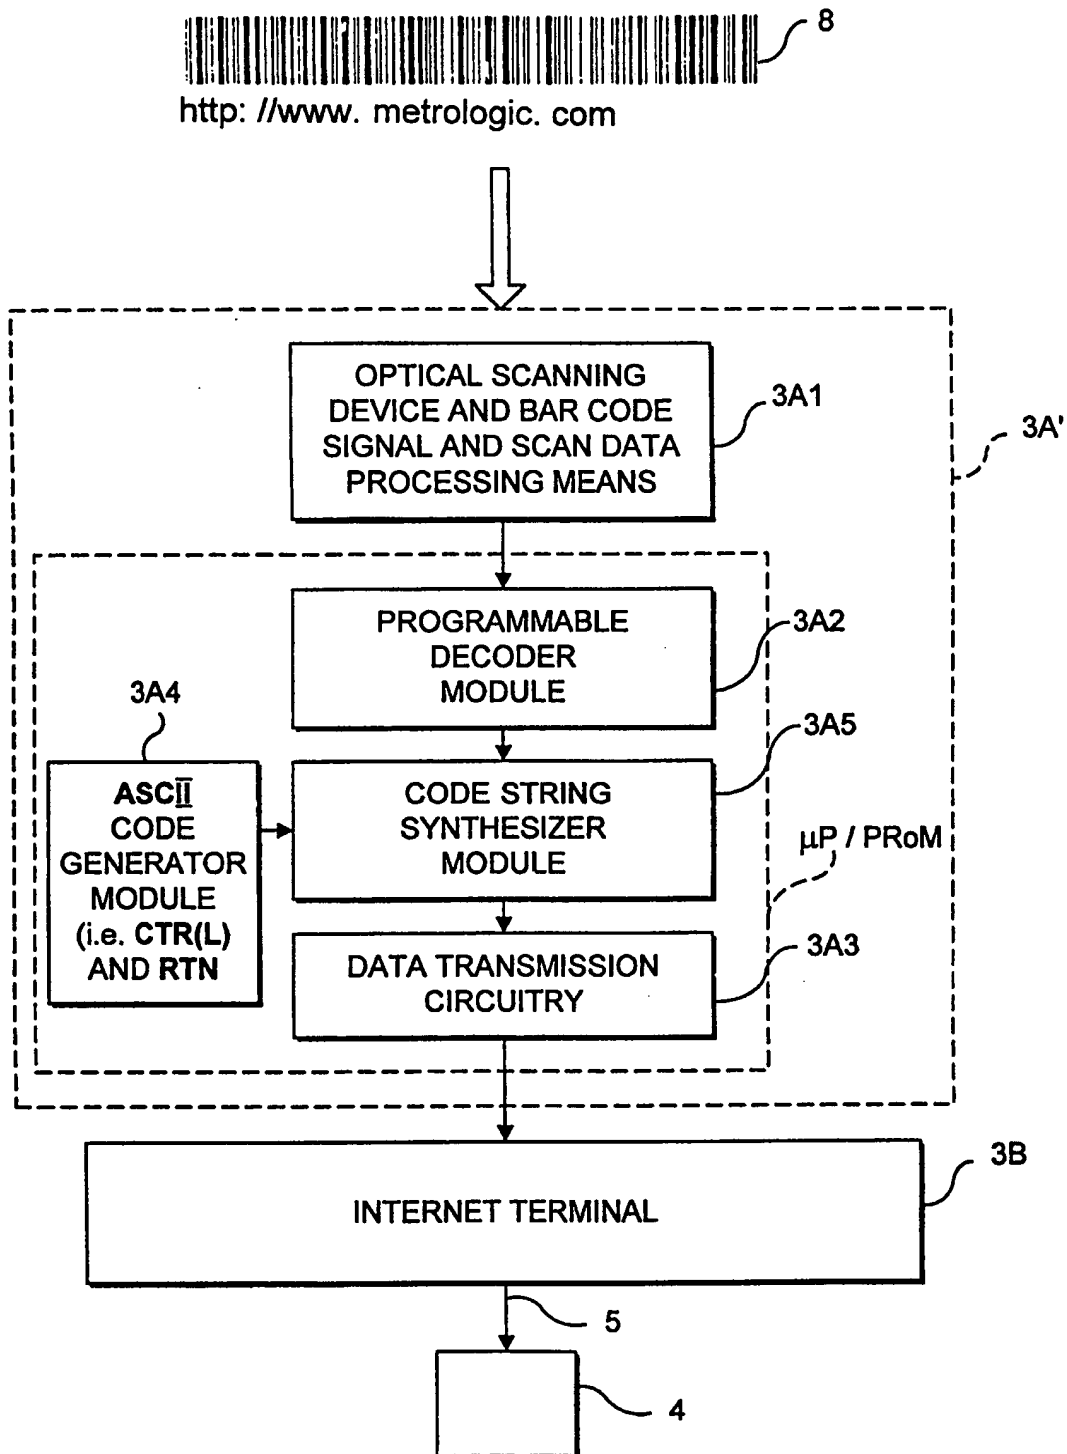 8
http: //www. metrologic. com
OPTICAL SCANNING
DEVICE AND BAR CODE
SIGNAL AND SCAN DATA
PROCESSING MEANS
3A1
3A'
PROGRAMMABLE
DECODER
MODULE
3A2
3A4
3A5
ASCII
CODE
GENERATOR
MODULE
(i.e. CTR(L)
AND RTN
CODE STRING
SYNTHESIZER
MODULE
µP / PRoM
DATA TRANSMISSION
CIRCUITRY
3A3
INTERNET TERMINAL
3B
5
4